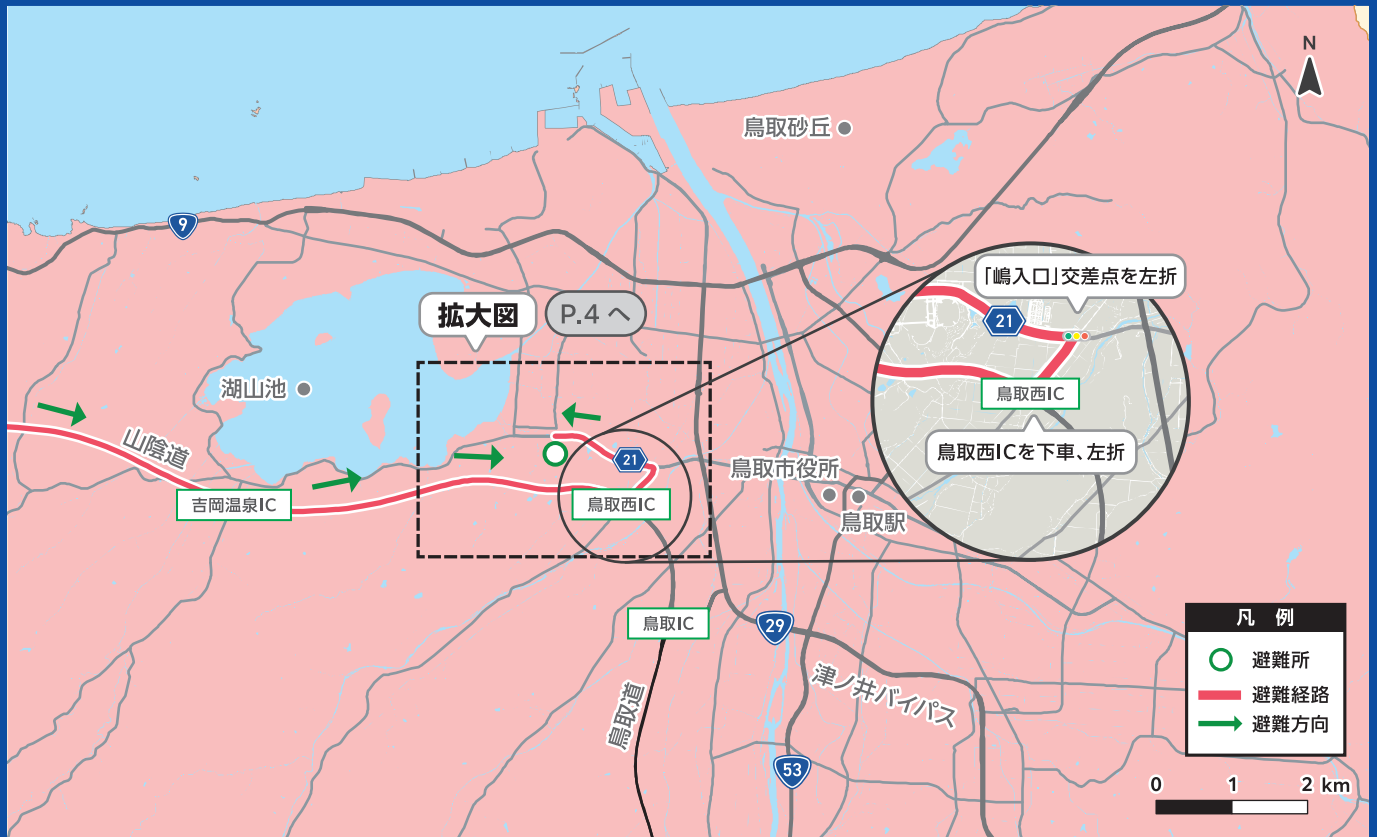 N
鳥取砂丘
9
「嶋入口」交差点を左折
拡大図
P.4 へ
21
湖山池
鳥取西IC
山陰道
21
鳥取市役所
鳥取西ICを下車、左折
吉岡温泉IC
鳥取西IC
鳥取駅
鳥取IC
29
凡 例
避難所
避難経路
避難方向
津ノ井バイパス
鳥取道
53
0 1 2 km